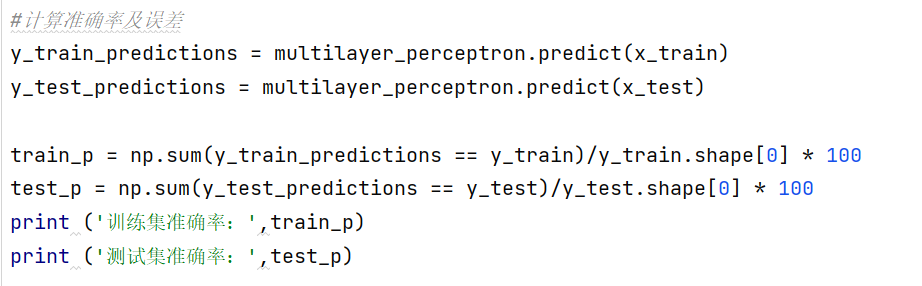 #计算准确率及误差
y_train_predictions = multilayer_perceptron.predict(x_train)
y_test_predictions = multilayer_perceptron.predict(x_test)
train_p = np.sum(y_train_predictions == y_train)/y_train.shape[0] * 100
test_p = np.sum(y_test_predictions == y_test)/y_test.shape[0] * 100
print ('训练集准确率：',train_p)
print ('测试集准确率：',test_p)